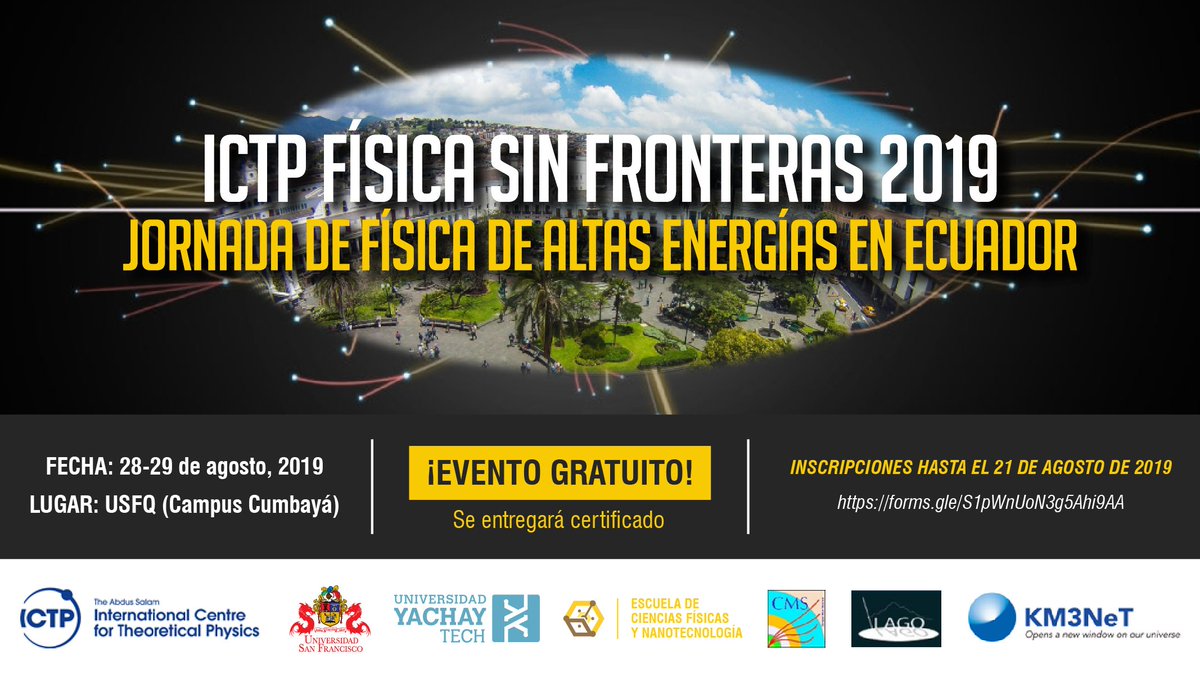 ICTP FÍSICA SIN FRONTERAS 2019
JORNADA DE FÍSICA DE ALTAS ENERGÍAS EN ECUADOR
FECHA: 28-29 de agosto, 2019
LUGAR: USFQ (Campus Cumbayá)
¡EVENTO GRATUITO!
Se entregará certificado
INSCRIPCIONES HASTA EL 21 DE AGOSTO DE 2019
https://forms.gle/S1pWnUoN3g5Ahi9AA
ICTP
The Abdus Salam
International Centre
for Theoretical Physics
UNIVERSIDAD
SAN FRANCISCO
UNIVERSIDAD
YACHAY
TECH
ESCUELA DE
CIENCIAS FÍSICAS
Y NANOTECNOLOGÍA
CMS
LAGO
LAGO
KM3NeT
Opens a new window on our universe